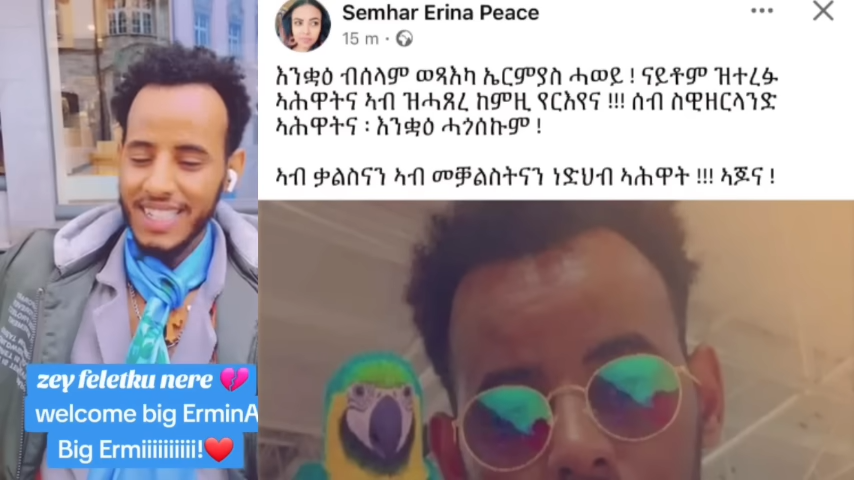 zey feletku nere 💔
welcome big ErminA
Big Ermiiiiiiiiii!❤️
Semhar Erina Peace
15 m ·
እንቋዕ ብሰላም ወጻእካ ኤርምያስ ሓወይ ! ናይቶም ዝተረፉ
ኣሕዋትና ኣብ ዝሓጸረ ከምዚ የርእየና !!! ሰብ ስዊዘርላንድ
ኣሕዋትና ፡ እንቋዕ ሓጎሰኩም !
ኣብ ቃልስናን ኣብ መቓልስትናን ነድህብ ኣሕዋት !!! ኣጆና !